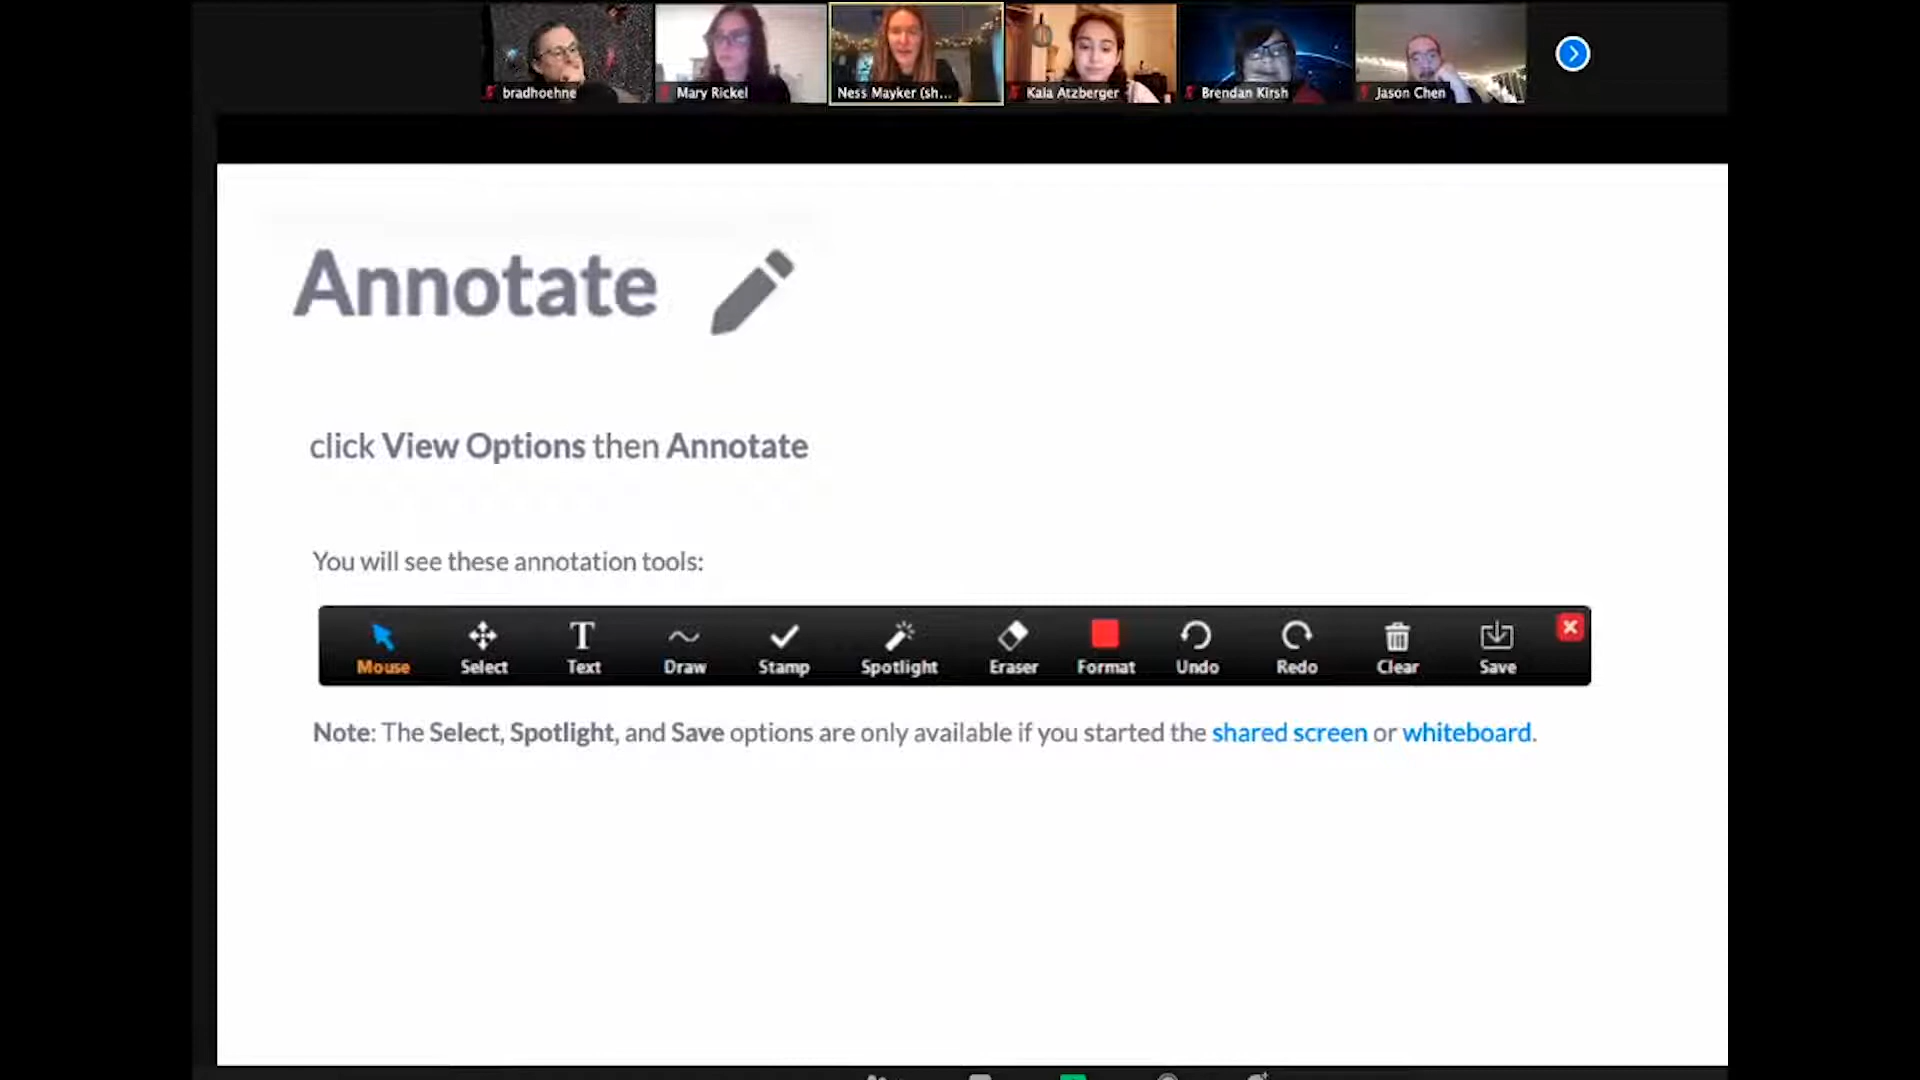 bradhoehne
Mary Rickel
Ness Mayker (sh...
Kala Atzberger
Brendan Kirsh
Jason Chen
Annotate
click View Options then Annotate
You will see these annotation tools:
Mouse Select Text Draw Stamp Spotlight Eraser Format Undo Redo Clear Save
Note: The Select, Spotlight, and Save options are only available if you started the shared screen or whiteboard.